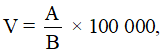 V = A/B × 100 000,